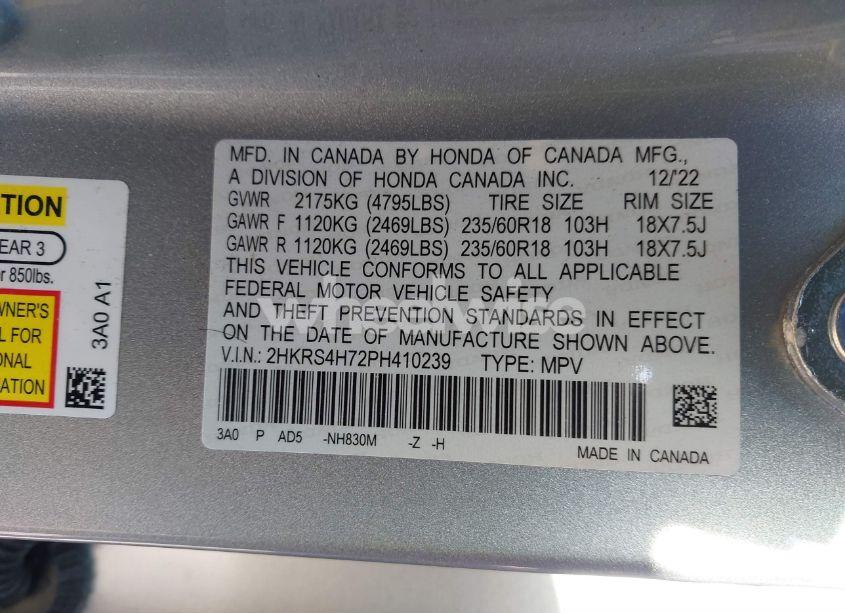 MFD. IN CANADA BY HONDA OF CANADA MFG.,
A DIVISION OF HONDA CANADA INC. 12/'22
GVWR 2175KG (4795LBS) TIRE SIZE RIM SIZE
GAWR F 1120KG (2469LBS) 235/60R18 103H 18X7.5J
GAWR R 1120KG (2469LBS) 235/60R18 103H 18X7.5J
THIS VEHICLE CONFORMS TO ALL APPLICABLE
FEDERAL MOTOR VEHICLE SAFETY
AND THEFT PREVENTION STANDARDS IN EFFECT
ON THE DATE OF MANUFACTURE SHOWN ABOVE.
V.I.N.: 2HKRS4H72PH410239 TYPE: MPV
3A0 P AD5 -NH830M -Z -H
MADE IN CANADA
TION
EAR 3
r 850lbs.
WNER'S
L FOR
ONAL
ATION
3A0 A1